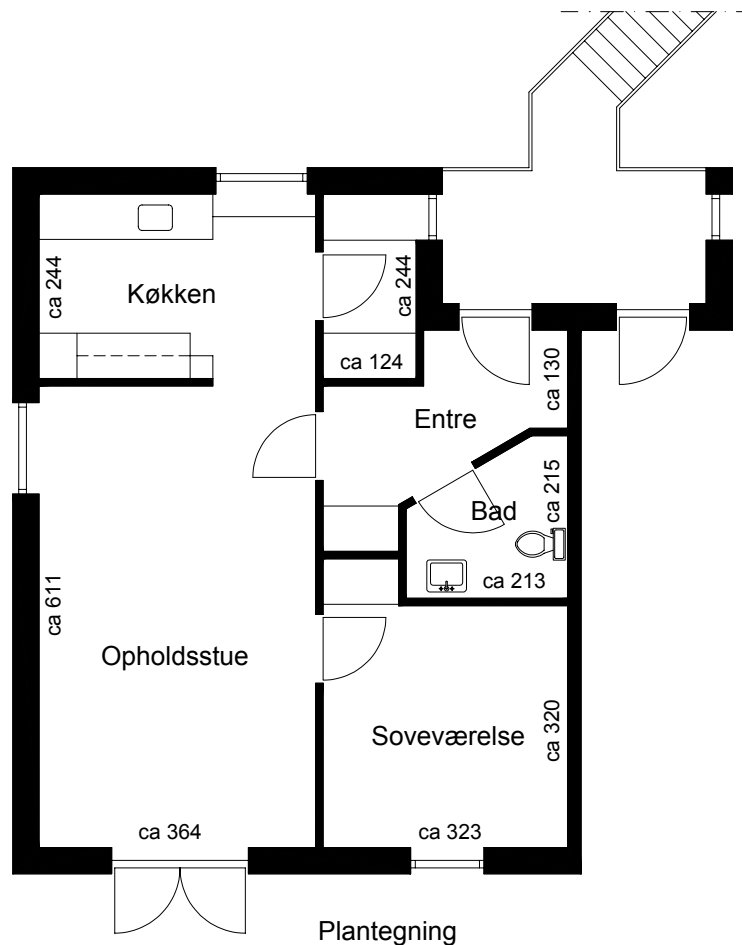 ca 244
Køkken
ca 244
ca 124
ca 130
Entre
ca 215
Bad
ca 213
ca 611
Opholdsstue
Soveværelse
ca 320
ca 364
ca 323
Plantegning